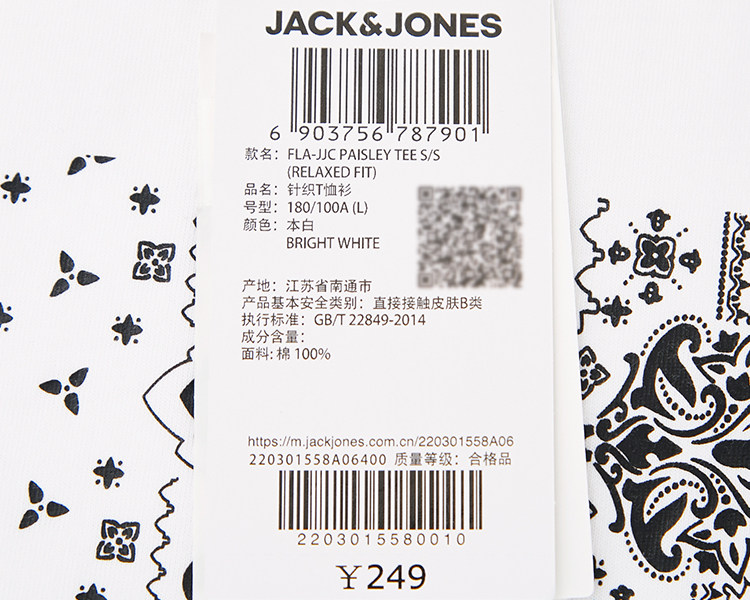 JACK&JONES
6 903756 787901
款名：FLA-JJC PAISLEY TEE S/S
(RELAXED FIT)
品名：针织T恤衫
号型：180/100A (L)
颜色：本白
BRIGHT WHITE
产地：江苏省南通市
产品基本安全类别：直接接触皮肤B类
执行标准：GB/T 22849-2014
成分含量：
面料: 棉 100%
https://m.jackjones.com.cn/220301558A06
220301558A06400 质量等级：合格品
2203015580010
￥249